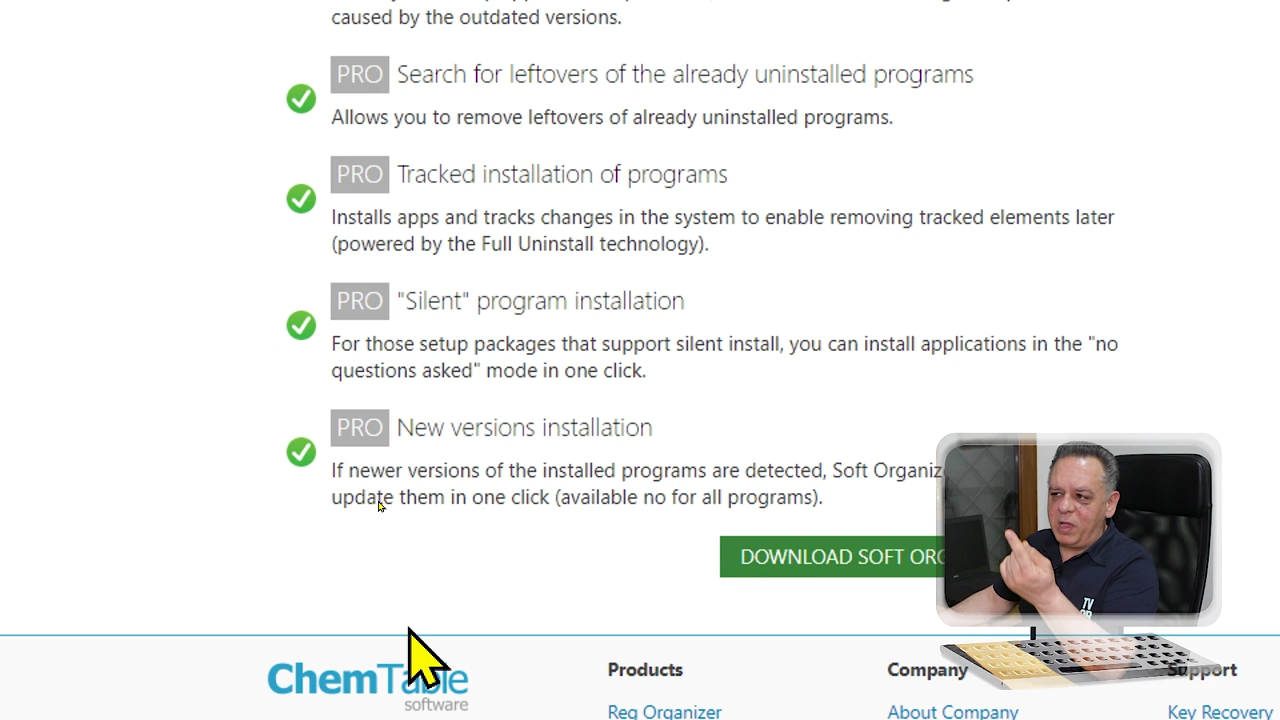 caused by the outdated versions.
PRO Search for leftovers of the already uninstalled programs
Allows you to remove leftovers of already uninstalled programs.
PRO Tracked installation of programs
Installs apps and tracks changes in the system to enable removing tracked elements later
(powered by the Full Uninstall technology).
PRO "Silent" program installation
For those setup packages that support silent install, you can install applications in the "no
questions asked" mode in one click.
PRO New versions installation
If newer versions of the installed programs are detected, Soft Organiz
update them in one click (available no for all programs).
DOWNLOAD SOFT ORG
TV
ChemTable
software
Products
Company
Support
Reg Organizer
About Company
Key Recovery